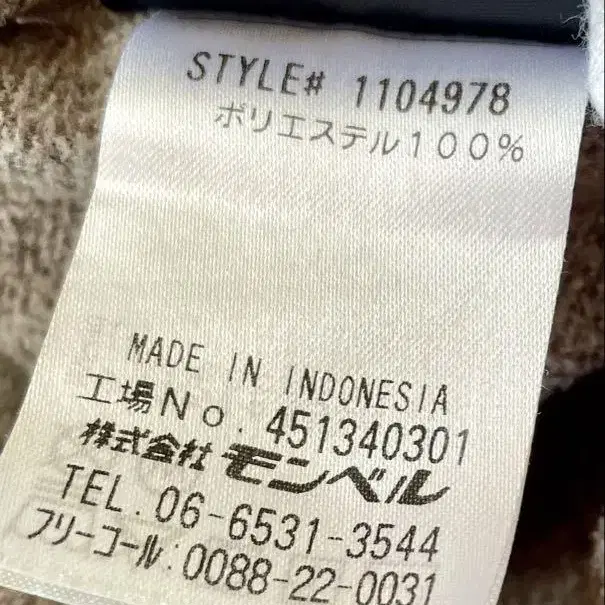 STYLE# 1104978
ポリエステル100%
MADE IN INDONESIA
工場No. 451340301
株式会社 モンベル
TEL. 06-6531-3544
フリーコール:0088-22-0031